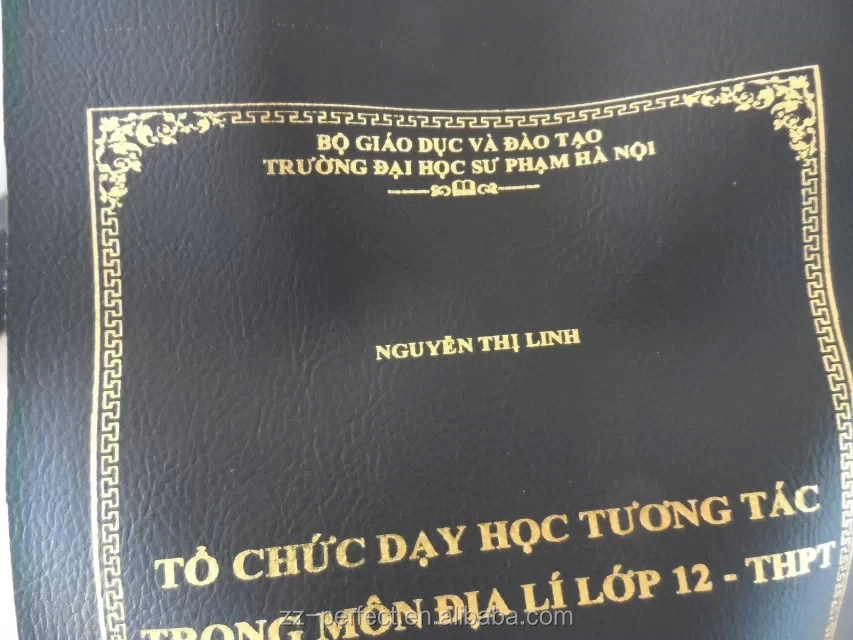 BỘ GIÁO DỤC VÀ ĐÀO TẠO
TRƯỜNG ĐẠI HỌC SƯ PHẠM HÀ NỘI
NGUYỄN THỊ LINH
TỔ CHỨC DẠY HỌC TƯƠNG TÁC
TRONG MÔN ĐỊA LÍ LỚP 12 - THPT
zz-perfect.en.alibaba.com